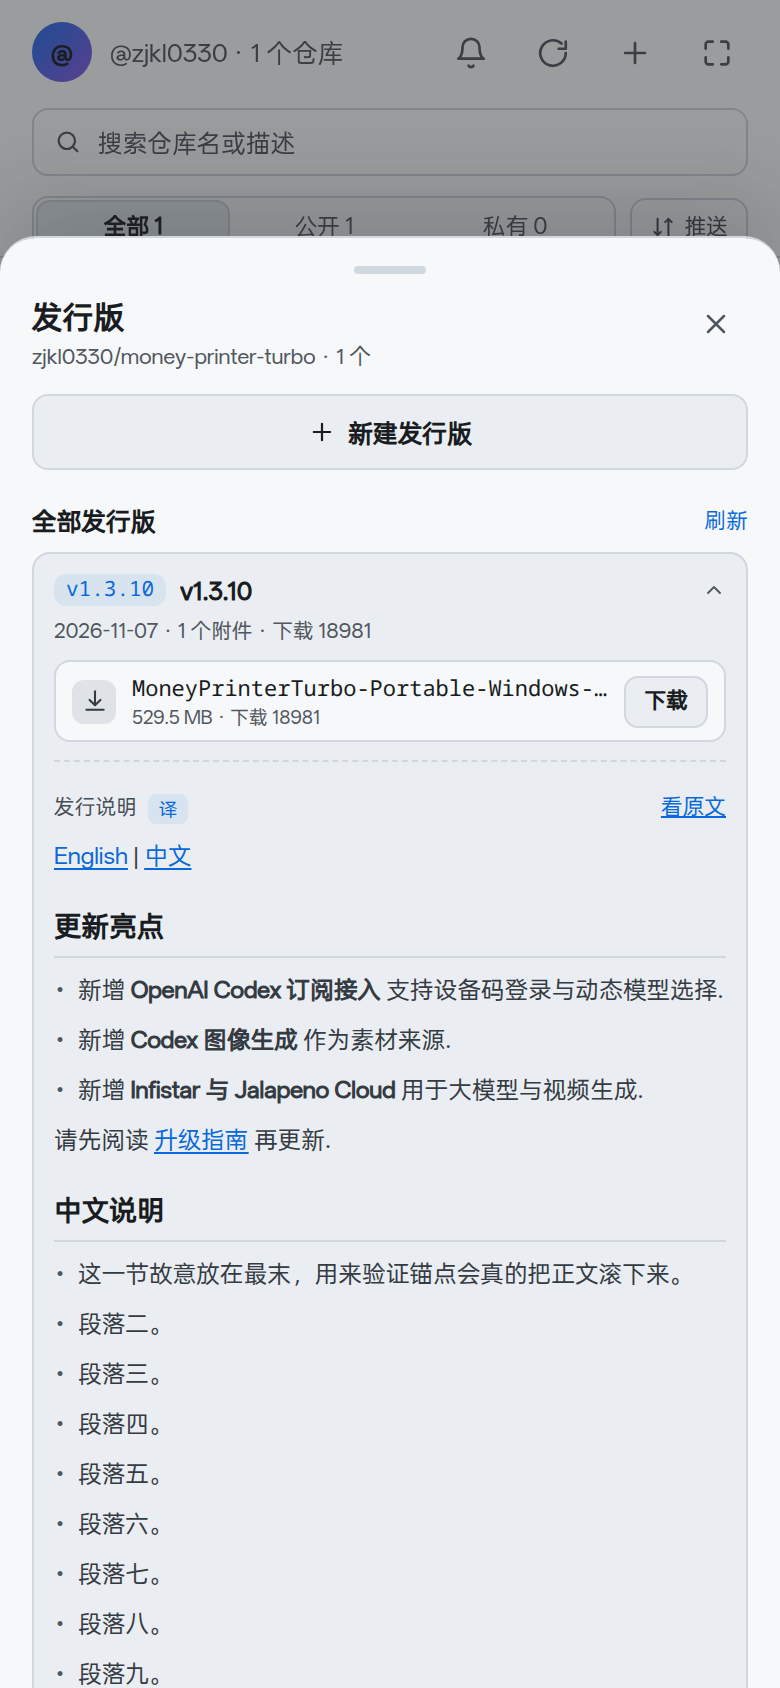 @ @zjkl0330 · 1 个仓库
搜索仓库名或描述
全部 1 公开 1 私有 0 推送
发行版
zjkl0330/money-printer-turbo · 1 个
新建发行版
全部发行版 刷新
v1.3.10 v1.3.10
2026-11-07 · 1 个附件 · 下载 18981
MoneyPrinterTurbo-Portable-Windows-… 下载
529.5 MB · 下载 18981
发行说明 译 看原文
English | 中文
更新亮点
• 新增 OpenAI Codex 订阅接入 支持设备码登录与动态模型选择.
• 新增 Codex 图像生成 作为素材来源.
• 新增 Infistar 与 Jalapeno Cloud 用于大模型与视频生成.
请先阅读 升级指南 再更新.
中文说明
• 这一节故意放在最末，用来验证锚点会真的把正文滚下来。
• 段落二。
• 段落三。
• 段落四。
• 段落五。
• 段落六。
• 段落七。
• 段落八。
• 段落九。